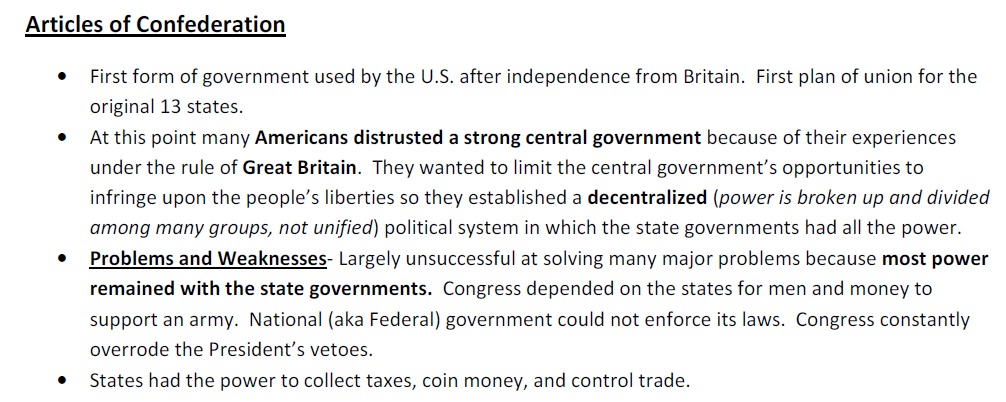 Articles of Confederation
• First form of government used by the U.S. after independence from Britain.  First plan of union for the
original 13 states.
• At this point many Americans distrusted a strong central government because of their experiences
under the rule of Great Britain.  They wanted to limit the central government’s opportunities to
infringe upon the people’s liberties so they established a decentralized (power is broken up and divided
among many groups, not unified) political system in which the state governments had all the power.
• Problems and Weaknesses- Largely unsuccessful at solving many major problems because most power
remained with the state governments.  Congress depended on the states for men and money to
support an army.  National (aka Federal) government could not enforce its laws.  Congress constantly
overrode the President’s vetoes.
• States had the power to collect taxes, coin money, and control trade.